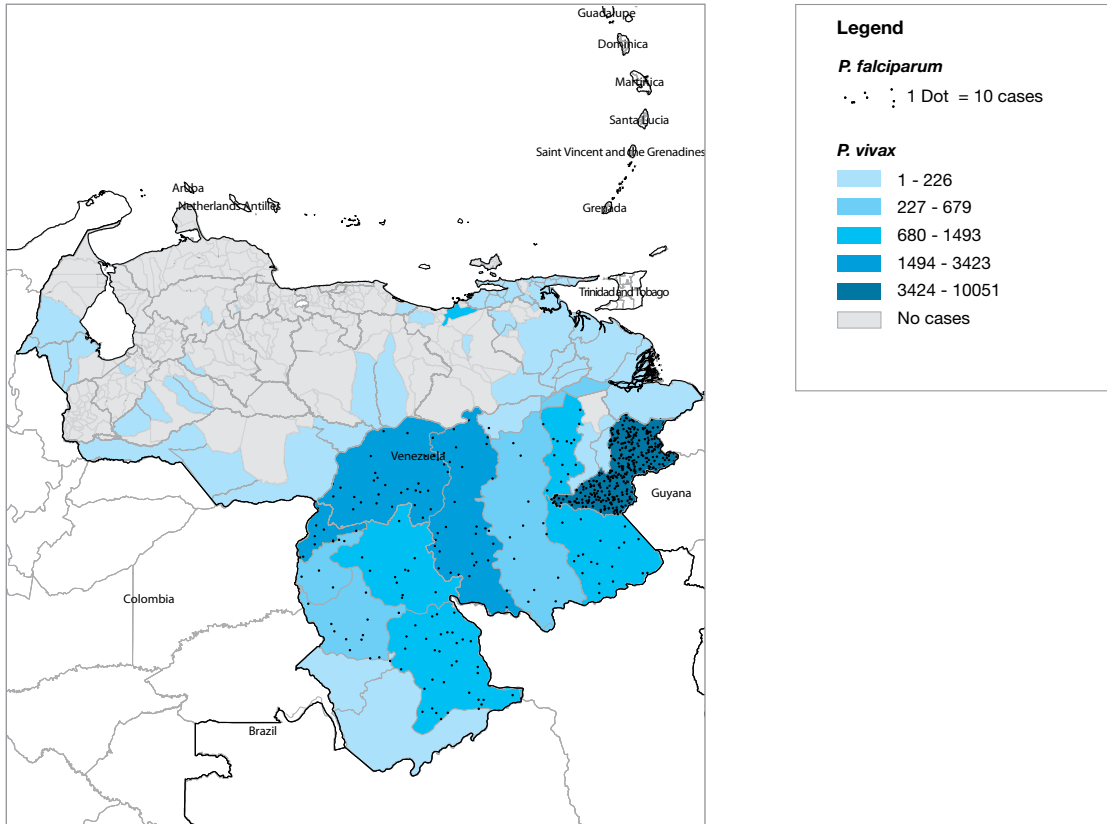 Guadalupe
Dominica
Martinica
Santa Lucia
Saint Vincent and the Grenadines
Aruba
Netherlands Antilles
Grenada
Trinidad and Tobago
Venezuela
Guyana
Colombia
Brazil
Legend
P. falciparum
1 Dot = 10 cases
P. vivax
1 - 226
227 - 679
680 - 1493
1494 - 3423
3424 - 10051
No cases